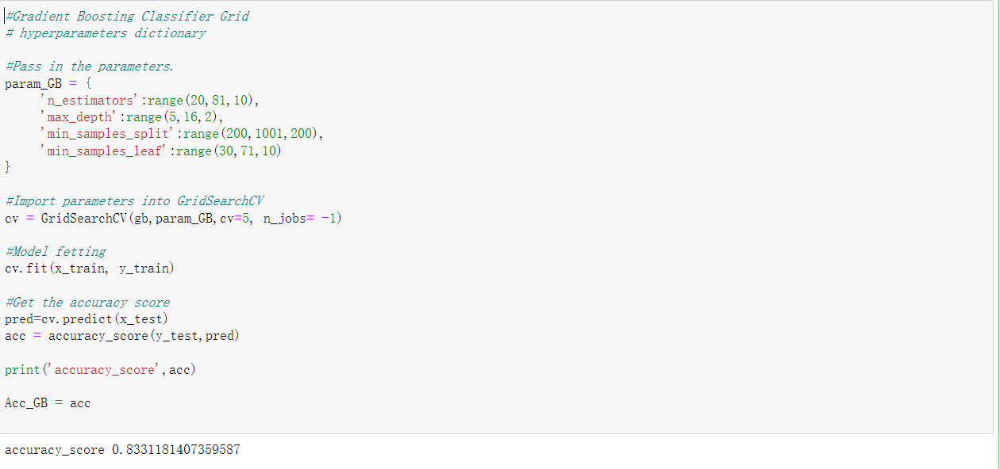 #Gradient Boosting Classifier Grid
# hyperparameters dictionary
#Pass in the parameters.
param_GB = {
'n_estimators':range(20,81,10),
'max_depth':range(5,16,2),
'min_samples_split':range(200,1001,200),
'min_samples_leaf':range(30,71,10)
}
#Import parameters into GridSearchCV
cv = GridSearchCV(gb,param_GB,cv=5, n_jobs= -1)
#Model fetting
cv.fit(x_train, y_train)
#Get the accuracy score
pred=cv.predict(x_test)
acc = accuracy_score(y_test,pred)
print('accuracy_score',acc)
Acc_GB = acc
accuracy_score 0.8331181407359587